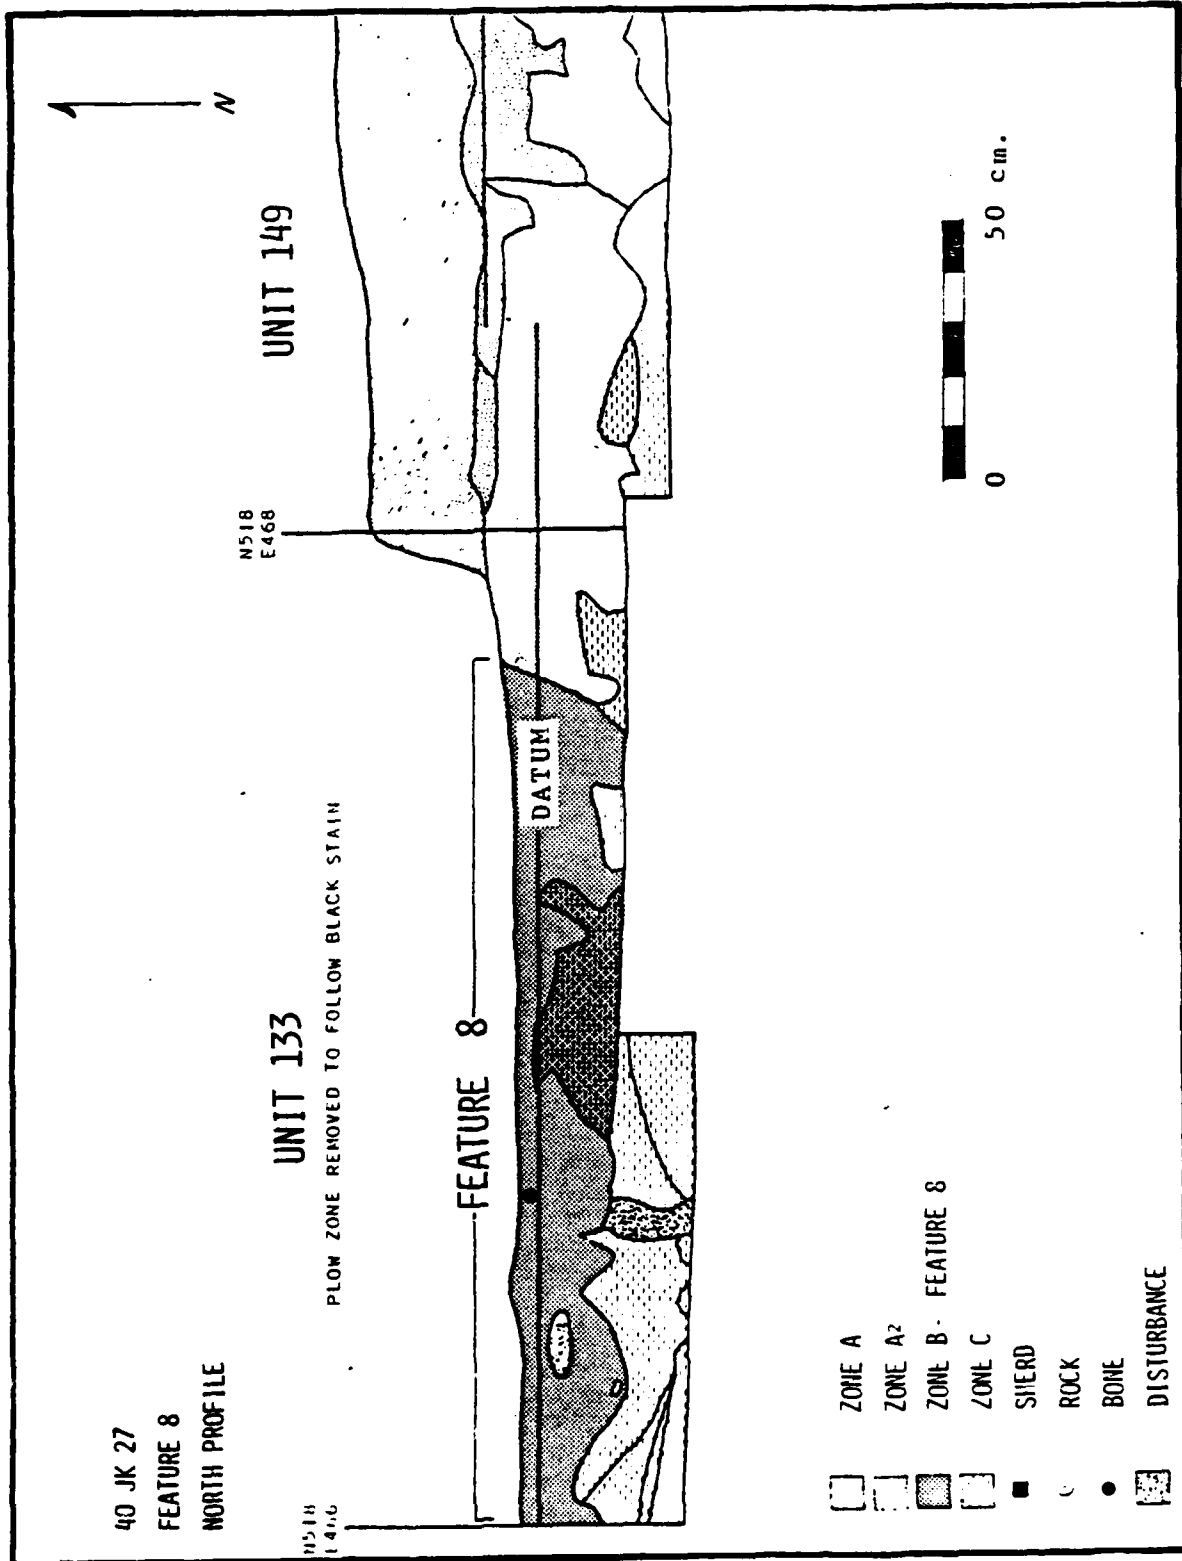 40 JK 27
FEATURE 8
NORTH PROFILE
N518
UNIT 133
PLOW ZONE REMOVED TO FOLLOW BLACK STAIN
N518
E468
UNIT 149
N
FEATURE 8
DATUM
ZONE A
ZONE A²
ZONE B - FEATURE 8
ZONE C
SHERD
ROCK
BONE
DISTURBANCE
0
50 cm.